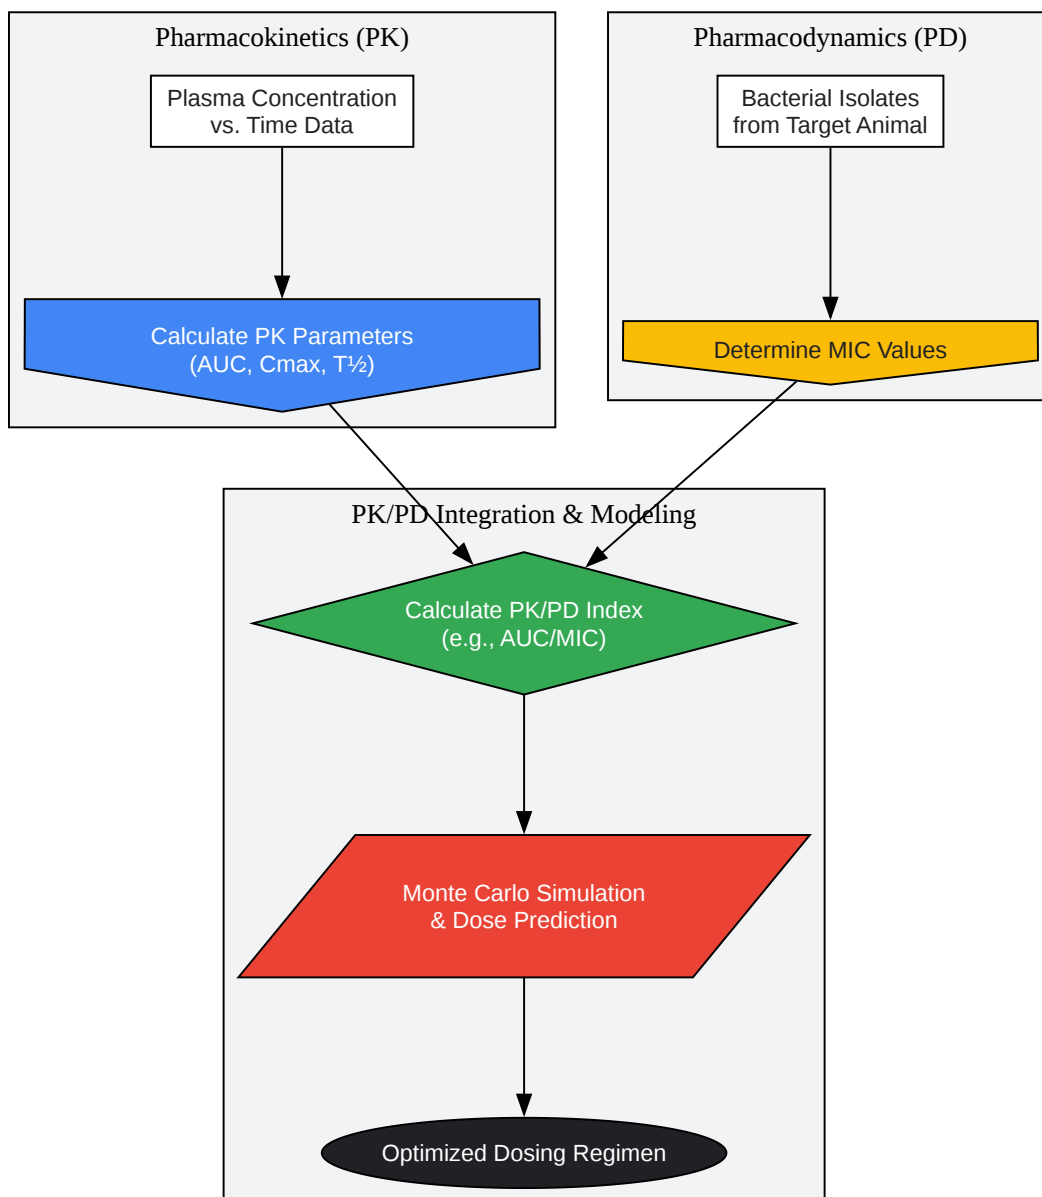 Pharmacokinetics (PK)
Plasma Concentration
vs. Time Data
Calculate PK Parameters
(AUC, Cmax, T½)
Pharmacodynamics (PD)
Bacterial Isolates
from Target Animal
Determine MIC Values
PK/PD Integration & Modeling
Calculate PK/PD Index
(e.g., AUC/MIC)
Monte Carlo Simulation
& Dose Prediction
Optimized Dosing Regimen